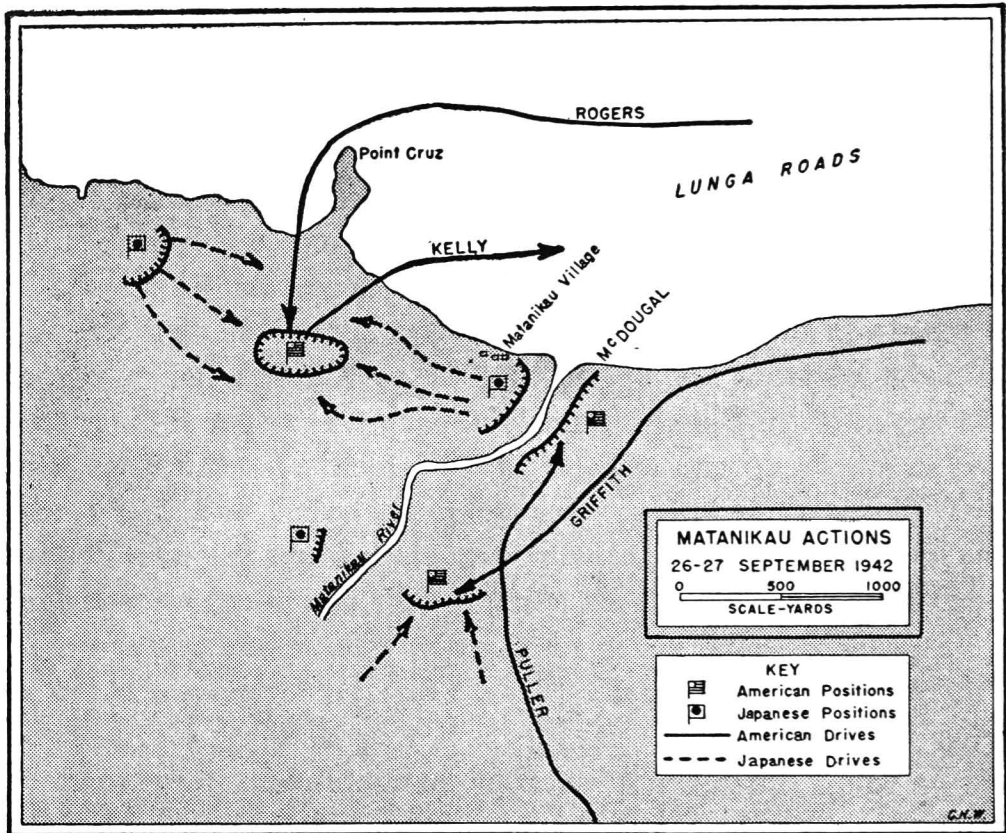 ROGERS
Point Cruz
LUNGA ROADS
KELLY
Matanikau Village
McDOUGAL
GRIFFITH
Matanikau River
PULLER
MATANIKAU ACTIONS
26-27 SEPTEMBER 1942
0 500 1000
SCALE-YARDS
KEY
American Positions
Japanese Positions
American Drives
Japanese Drives
C.H.W.